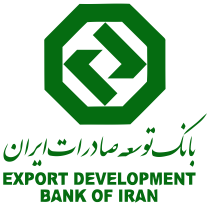 بانک توسعه صادرات ایران
EXPORT DEVELOPMENT
BANK OF IRAN